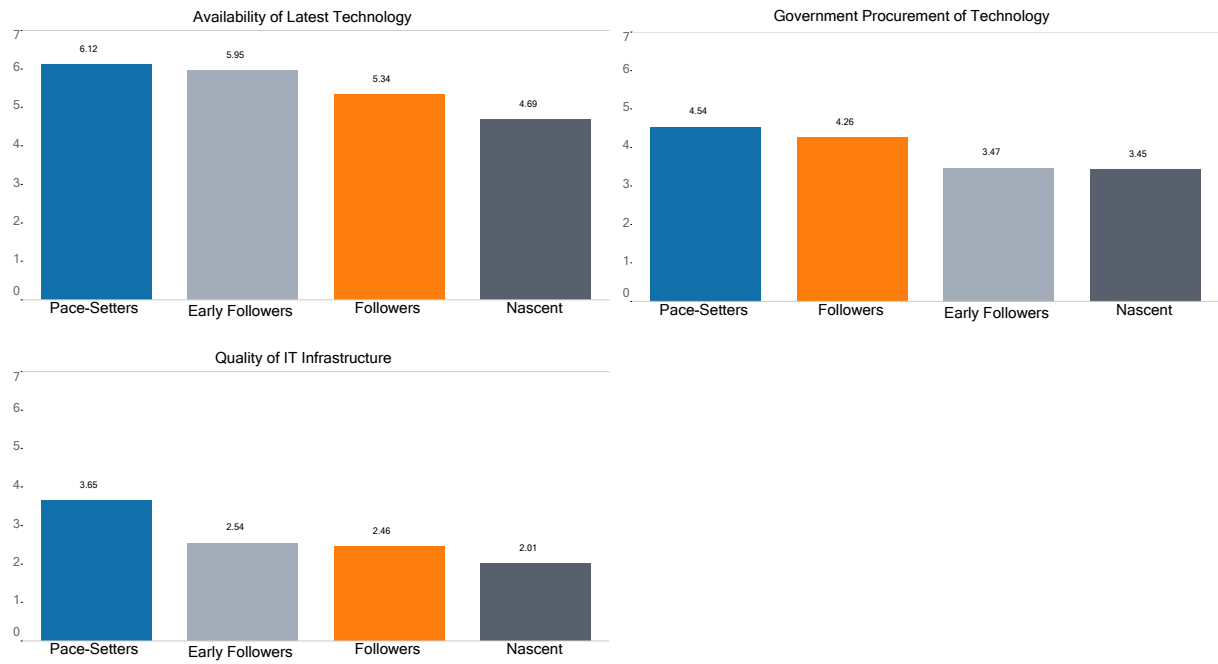 Availability of Latest Technology
7
6
5
4
3
2
1
0
6.12
5.95
5.34
4.69
Pace-Setters
Early Followers
Followers
Nascent
Government Procurement of Technology
7
6
5
4
3
2
1
0
4.54
4.26
3.47
3.45
Pace-Setters
Followers
Early Followers
Nascent
Quality of IT Infrastructure
7
6
5
4
3
2
1
0
3.65
2.54
2.46
2.01
Pace-Setters
Early Followers
Followers
Nascent